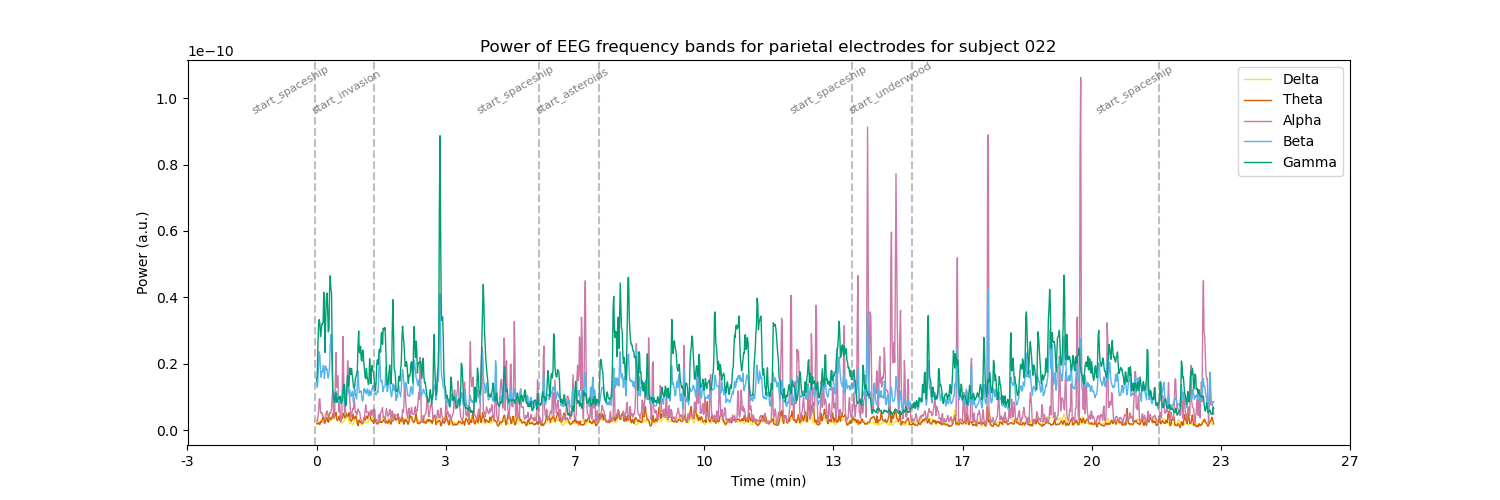 Power of EEG frequency bands for parietal electrodes for subject 022
1e−10
start_spaceship
start_invasion
start_spaceship
start_asteroids
start_spaceship
start_underwood
start_spaceship
Delta
Theta
Alpha
Beta
Gamma
1.0
0.8
0.6
0.4
0.2
0.0
Power (a.u.)
-3 0 3 7 10 13 17 20 23 27
Time (min)